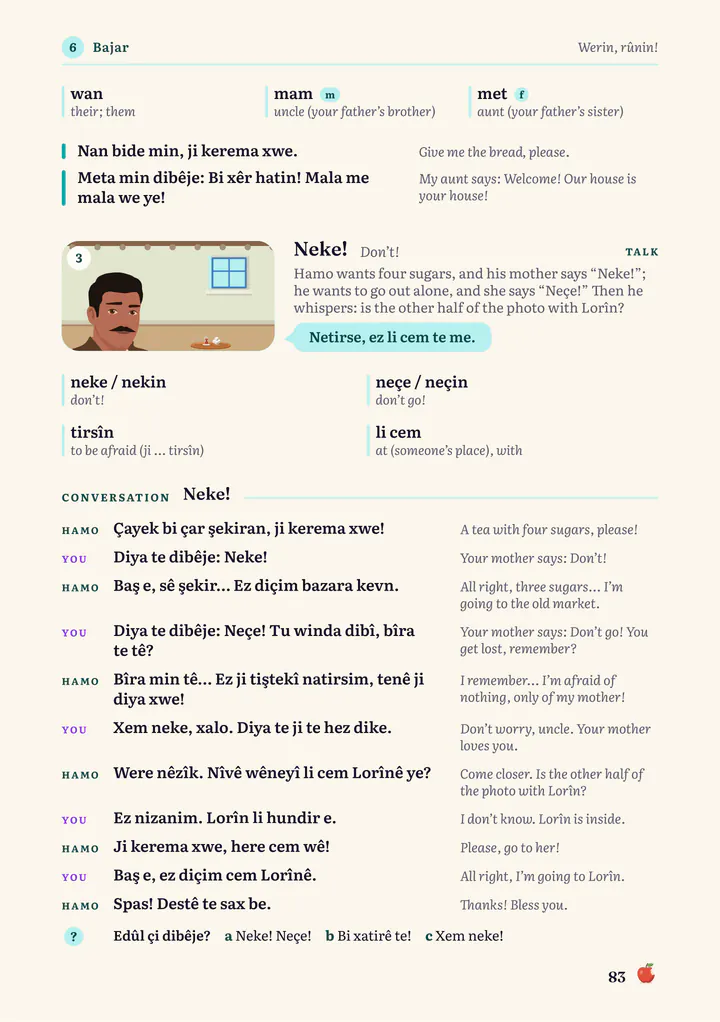 6 Bajar
Werin, rûnin!
wan
their; them
mam m
uncle (your father’s brother)
met f
aunt (your father’s sister)
Nan bide min, ji kerema xwe.
Give me the bread, please.
Meta min dibêje: Bi xêr hatin! Mala me
mala we ye!
My aunt says: Welcome! Our house is
your house!
3
Neke! Don’t!
TALK
Hamo wants four sugars, and his mother says “Neke!”;
he wants to go out alone, and she says “Neçe!” Then he
whispers: is the other half of the photo with Lorîn?
Netirse, ez li cem te me.
neke / nekin
don’t!
neçe / neçin
don’t go!
tirsîn
to be afraid (ji … tirsîn)
li cem
at (someone’s place), with
CONVERSATION Neke!
HAMO Çayek bi çar şekiran, ji kerema xwe!
A tea with four sugars, please!
YOU Diya te dibêje: Neke!
Your mother says: Don’t!
HAMO Baş e, sê şekir… Ez diçim bazara kevn.
All right, three sugars… I’m
going to the old market.
YOU Diya te dibêje: Neçe! Tu winda dibî, bîra
te tê?
Your mother says: Don’t go! You
get lost, remember?
HAMO Bîra min tê… Ez ji tiştekî natirsim, tenê ji
diya xwe!
I remember… I’m afraid of
nothing, only of my mother!
YOU Xem neke, xalo. Diya te ji te hez dike.
Don’t worry, uncle. Your mother
loves you.
HAMO Were nêzîk. Nîvê wêneyî li cem Lorînê ye?
Come closer. Is the other half of
the photo with Lorîn?
YOU Ez nizanim. Lorîn li hundir e.
I don’t know. Lorîn is inside.
HAMO Ji kerema xwe, here cem wê!
Please, go to her!
YOU Baş e, ez diçim cem Lorînê.
All right, I’m going to Lorîn.
HAMO Spas! Destê te sax be.
Thanks! Bless you.
? Edûl çi dibêje? a Neke! Neçe! b Bi xatirê te! c Xem neke!
83